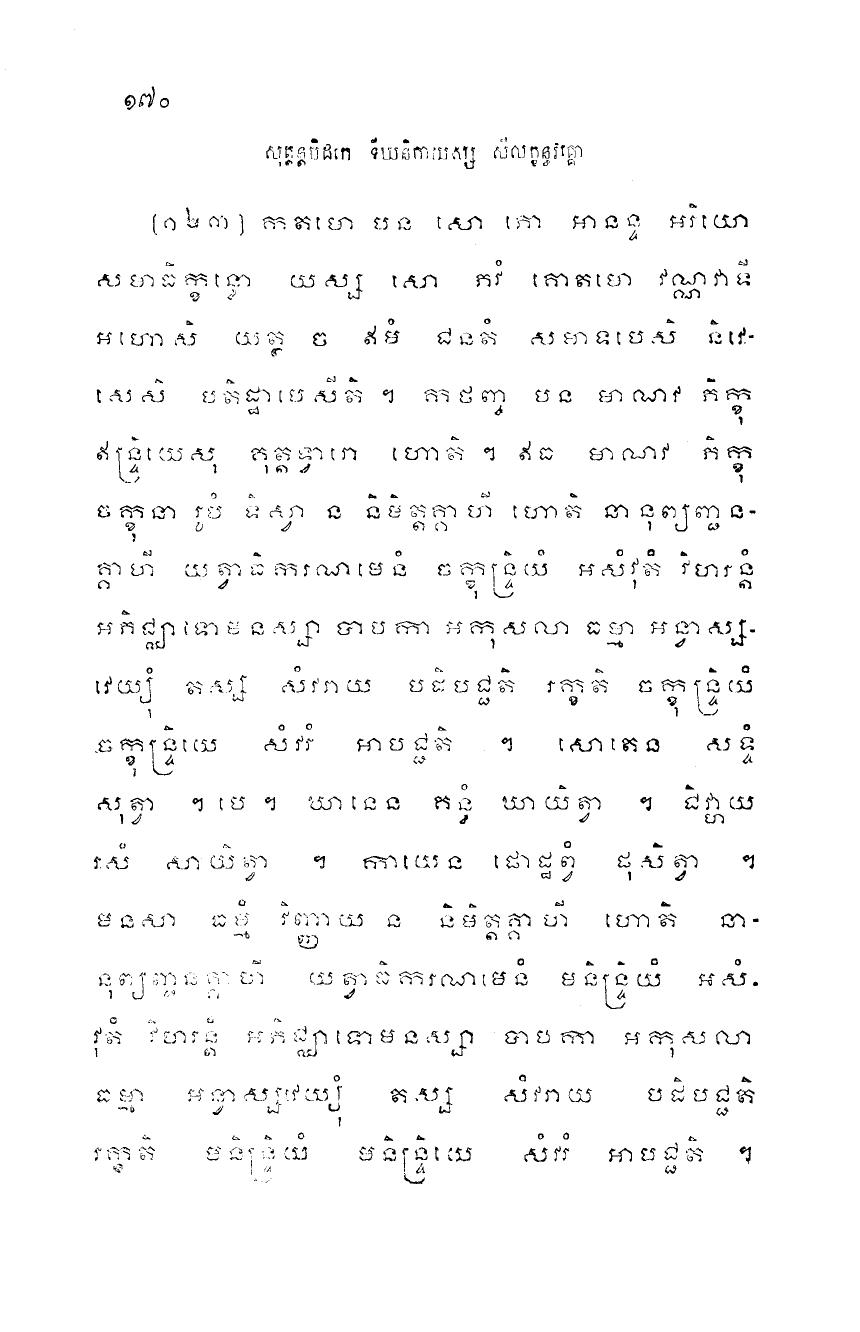 ១៧០
សុត្តន្តបិដកេ ទីឃនិកាយស្ស សីលក្ខន្ធវគ្គោ
(១២៣) កតមោ បន សោ ភោ អានន្ទ អរិយោ
សមាធិក្ខន្ធោ យស្ស សោ ភវំ គោតមោ វណ្ណវាទី
អហោសិ យត្ថ ច ឥមំ ជនតំ សមាទបេសិ និវេ-
សេសិ បតិដ្ឋាបេសីតិ ។ កថញ្ច បន មាណវ ភិក្ខុ
ឥន្ទ្រិយេសុ គុត្តទ្វារោ ហោតិ ។ ឥធ មាណវ ភិក្ខុ
ចក្ខុនា រូបំ ទិស្វា ន និមិត្តគ្គាហី ហោតិ នានុព្យញ្ជន-
គ្គាហី យត្វាធិករណមេនំ ចក្ខុន្ទ្រិយំ អសំវុតំ វិហរន្តំ
អភិជ្ឈាទោមនស្សា បាបកា អកុសលា ធម្មា អន្វាស្ស-
វេយ្យុំ តស្ស សំវរាយ បដិបជ្ជតិ រក្ខតិ ចក្ខុន្ទ្រិយំ
ចក្ខុន្ទ្រិយេ សំវរំ អាបជ្ជតិ ។ សោតេន សទ្ទំ
សុត្វា ។ បេ ។ ឃានេន គន្ធំ ឃាយិត្វា ។ ជិវ្ហាយ
រសំ សាយិត្វា ។ កាយេន ផោដ្ឋព្វំ ផុសិត្វា ។
មនសា ធម្មំ វិញ្ញាយ ន និមិត្តគ្គាហី ហោតិ នា-
នុព្យញ្ជនគ្គាហី យត្វាធិករណមេនំ មនិន្ទ្រិយំ អសំ-
វុតំ វិហរន្តំ អភិជ្ឈាទោមនស្សា បាបកា អកុសលា
ធម្មា អន្វាស្សវេយ្យុំ តស្ស សំវរាយ បដិបជ្ជតិ
រក្ខតិ មនិន្ទ្រិយំ មនិន្ទ្រិយេ សំវរំ អាបជ្ជតិ ។